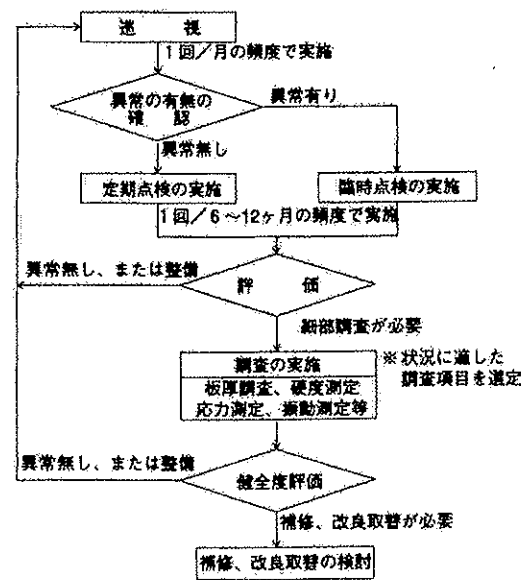 巡　　視
1回／月の頻度で実施
異常の有無の
確　　認
異常有り
異常無し
定期点検の実施
臨時点検の実施
1回／6～12ヶ月の頻度で実施
異常無し、または整備
評　　価
細部調査が必要
調査の実施
※ 状況に適した
調査項目を選定
板厚調査、硬度測定
応力測定、振動測定等
異常無し、または整備
健全度評価
補修、改良取替が必要
補修、改良取替の検討